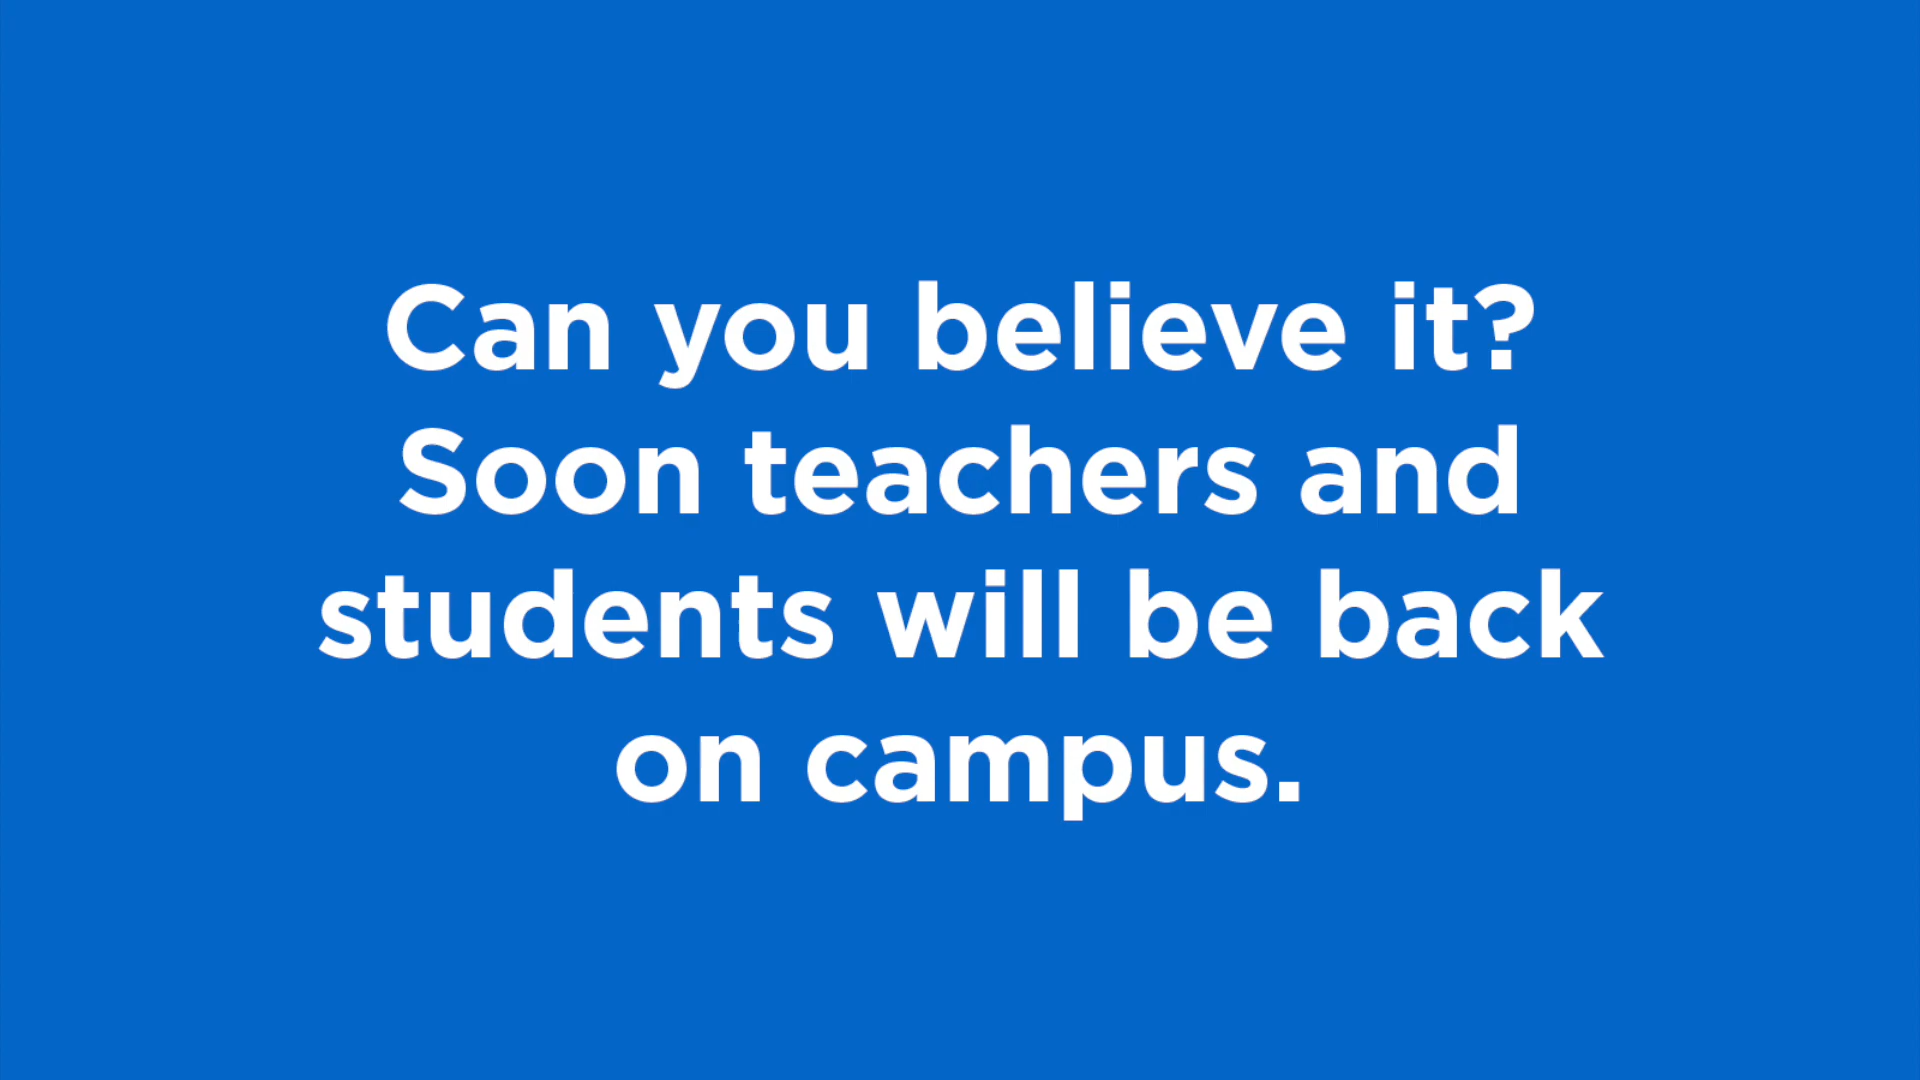 Can you believe it?
Soon teachers and
students will be back
on campus.